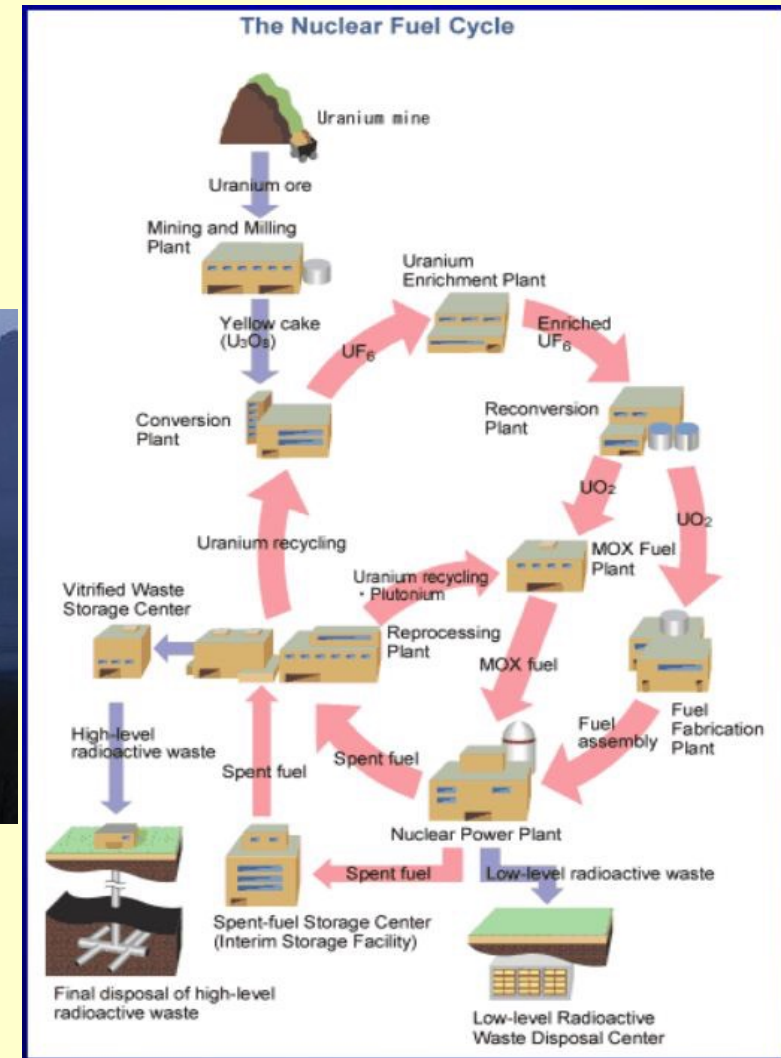 The Nuclear Fuel Cycle
Uranium mine
Uranium ore
Mining and Milling
Plant
Uranium
Enrichment Plant
Yellow cake
(U₃O₈)
UF₆
Enriched
UF₆
Conversion
Plant
Reconversion
Plant
UO₂
UO₂
Uranium recycling
MOX Fuel
Plant
Uranium recycling
・Plutonium
Vitrified Waste
Storage Center
Reprocessing
Plant
MOX fuel
High-level
radioactive waste
Spent fuel
Spent fuel
Fuel
assembly
Fuel
Fabrication
Plant
Nuclear Power Plant
Spent fuel
Low-level radioactive waste
Spent-fuel Storage Center
(Interim Storage Facility)
Final disposal of high-level
radioactive waste
Low-level Radioactive
Waste Disposal Center